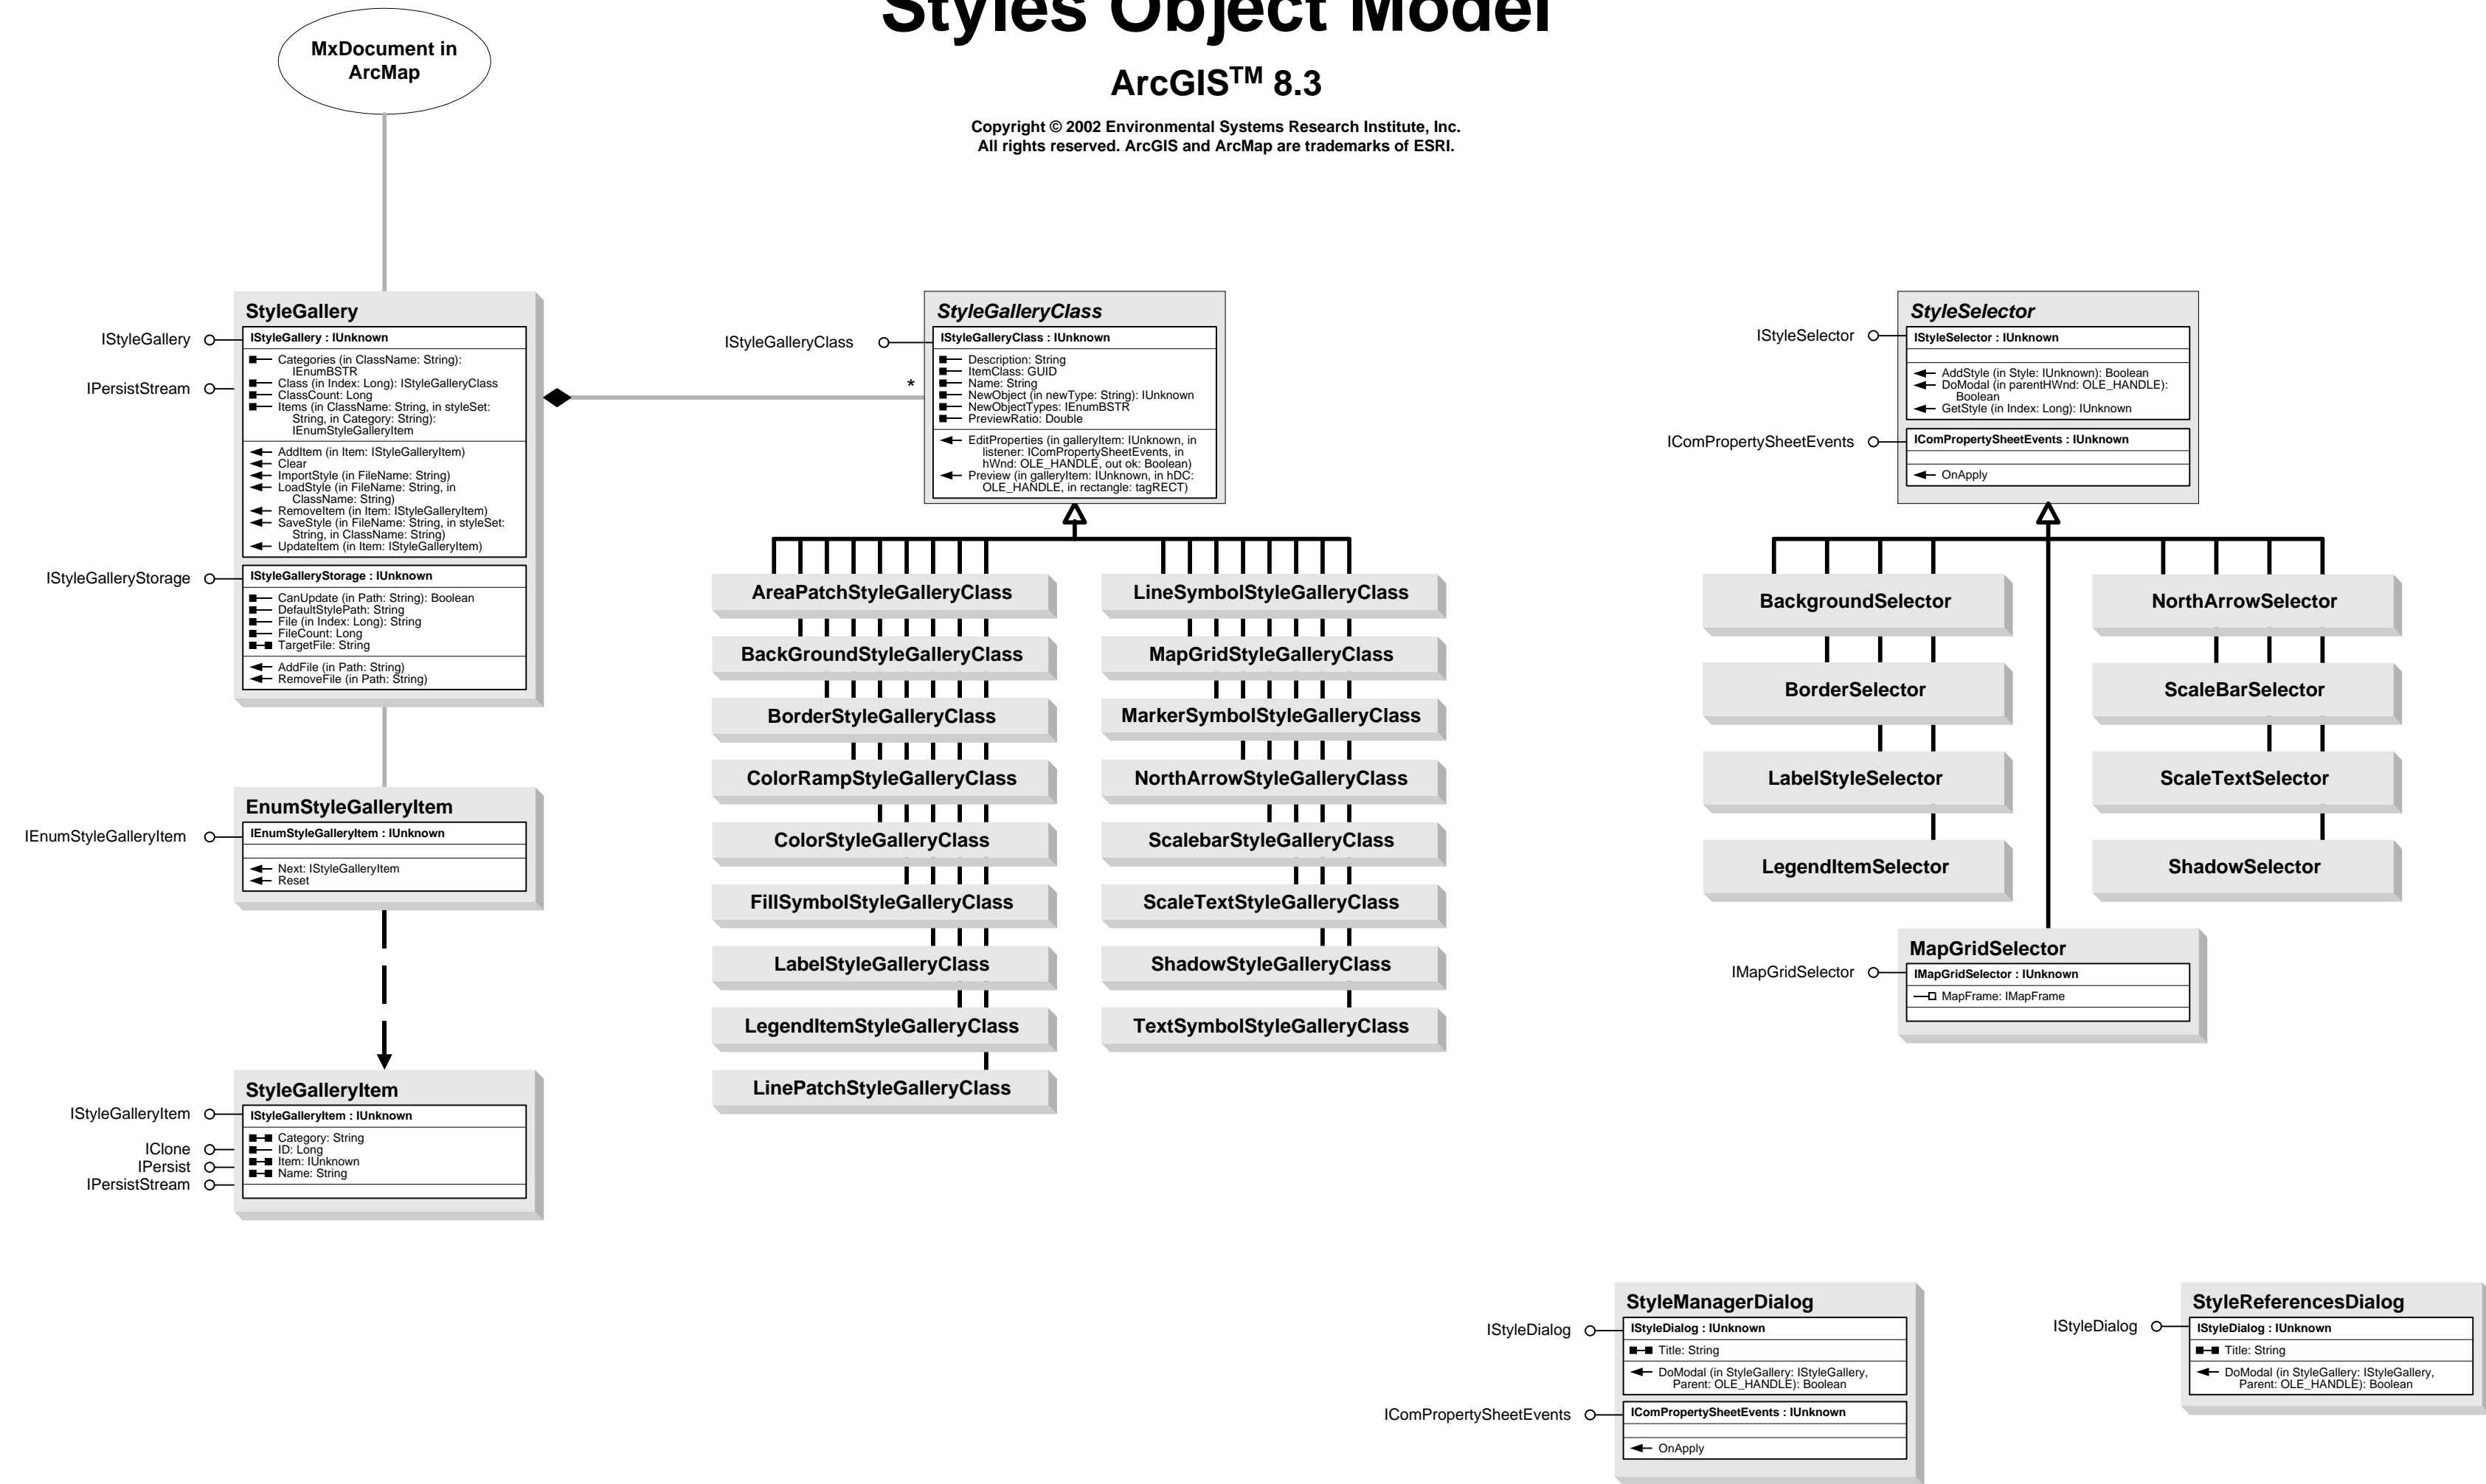 Styles Object Model
ArcGIS™ 8.3
Copyright © 2002 Environmental Systems Research Institute, Inc.
All rights reserved. ArcGIS and ArcMap are trademarks of ESRI.
MxDocument in
ArcMap
StyleGallery
IStyleGallery
IPersistStream
IStyleGalleryStorage
IStyleGallery : IUnknown
Categories (in ClassName: String):
IEnumBSTR
Class (in Index: Long): IStyleGalleryClass
ClassCount: Long
Items (in ClassName: String, in styleSet:
String, in Category: String):
IEnumStyleGalleryItem
AddItem (in Item: IStyleGalleryItem)
Clear
ImportStyle (in FileName: String)
LoadStyle (in FileName: String, in
ClassName: String)
RemoveItem (in Item: IStyleGalleryItem)
SaveStyle (in FileName: String, in styleSet:
String, in ClassName: String)
UpdateItem (in Item: IStyleGalleryItem)
IStyleGalleryStorage : IUnknown
CanUpdate (in Path: String): Boolean
DefaultStylePath: String
File (in Index: Long): String
FileCount: Long
TargetFile: String
AddFile (in Path: String)
RemoveFile (in Path: String)
EnumStyleGalleryItem
IEnumStyleGalleryItem
IEnumStyleGalleryItem : IUnknown
Next: IStyleGalleryItem
Reset
StyleGalleryItem
IStyleGalleryItem
IClone
IPersist
IPersistStream
IStyleGalleryItem : IUnknown
Category: String
ID: Long
Item: IUnknown
Name: String
*
StyleGalleryClass
IStyleGalleryClass
IStyleGalleryClass : IUnknown
Description: String
ItemClass: GUID
Name: String
NewObject (in newType: String): IUnknown
NewObjectTypes: IEnumBSTR
PreviewRatio: Double
EditProperties (in galleryItem: IUnknown, in
listener: IComPropertySheetEvents, in
hWnd: OLE_HANDLE, out ok: Boolean)
Preview (in galleryItem: IUnknown, in hDC:
OLE_HANDLE, in rectangle: tagRECT)
AreaPatchStyleGalleryClass
BackGroundStyleGalleryClass
BorderStyleGalleryClass
ColorRampStyleGalleryClass
ColorStyleGalleryClass
FillSymbolStyleGalleryClass
LabelStyleGalleryClass
LegendItemStyleGalleryClass
LinePatchStyleGalleryClass
LineSymbolStyleGalleryClass
MapGridStyleGalleryClass
MarkerSymbolStyleGalleryClass
NorthArrowStyleGalleryClass
ScalebarStyleGalleryClass
ScaleTextStyleGalleryClass
ShadowStyleGalleryClass
TextSymbolStyleGalleryClass
StyleSelector
IStyleSelector
IComPropertySheetEvents
IStyleSelector : IUnknown
AddStyle (in Style: IUnknown): Boolean
DoModal (in parentHWnd: OLE_HANDLE):
Boolean
GetStyle (in Index: Long): IUnknown
IComPropertySheetEvents : IUnknown
OnApply
BackgroundSelector
BorderSelector
LabelStyleSelector
LegendItemSelector
NorthArrowSelector
ScaleBarSelector
ScaleTextSelector
ShadowSelector
MapGridSelector
IMapGridSelector
IMapGridSelector : IUnknown
MapFrame: IMapFrame
StyleManagerDialog
IStyleDialog
IComPropertySheetEvents
IStyleDialog : IUnknown
Title: String
DoModal (in StyleGallery: IStyleGallery,
Parent: OLE_HANDLE): Boolean
IComPropertySheetEvents : IUnknown
OnApply
StyleReferencesDialog
IStyleDialog
IStyleDialog : IUnknown
Title: String
DoModal (in StyleGallery: IStyleGallery,
Parent: OLE_HANDLE): Boolean